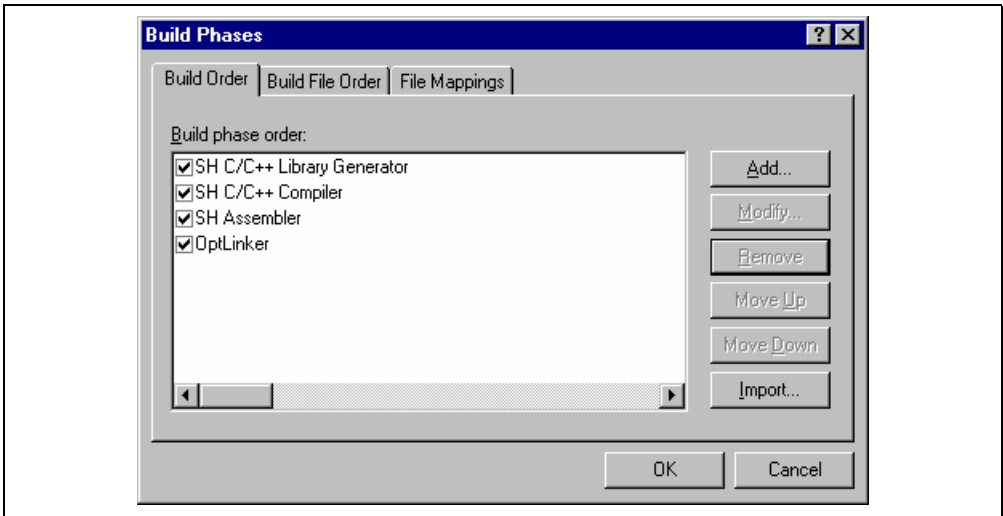 Build Phases
Build Order Build File Order File Mappings
Build phase order:
SH C/C++ Library Generator
SH C/C++ Compiler
SH Assembler
OptLinker
Add...
Modify...
Remove
Move Up
Move Down
Import...
OK Cancel